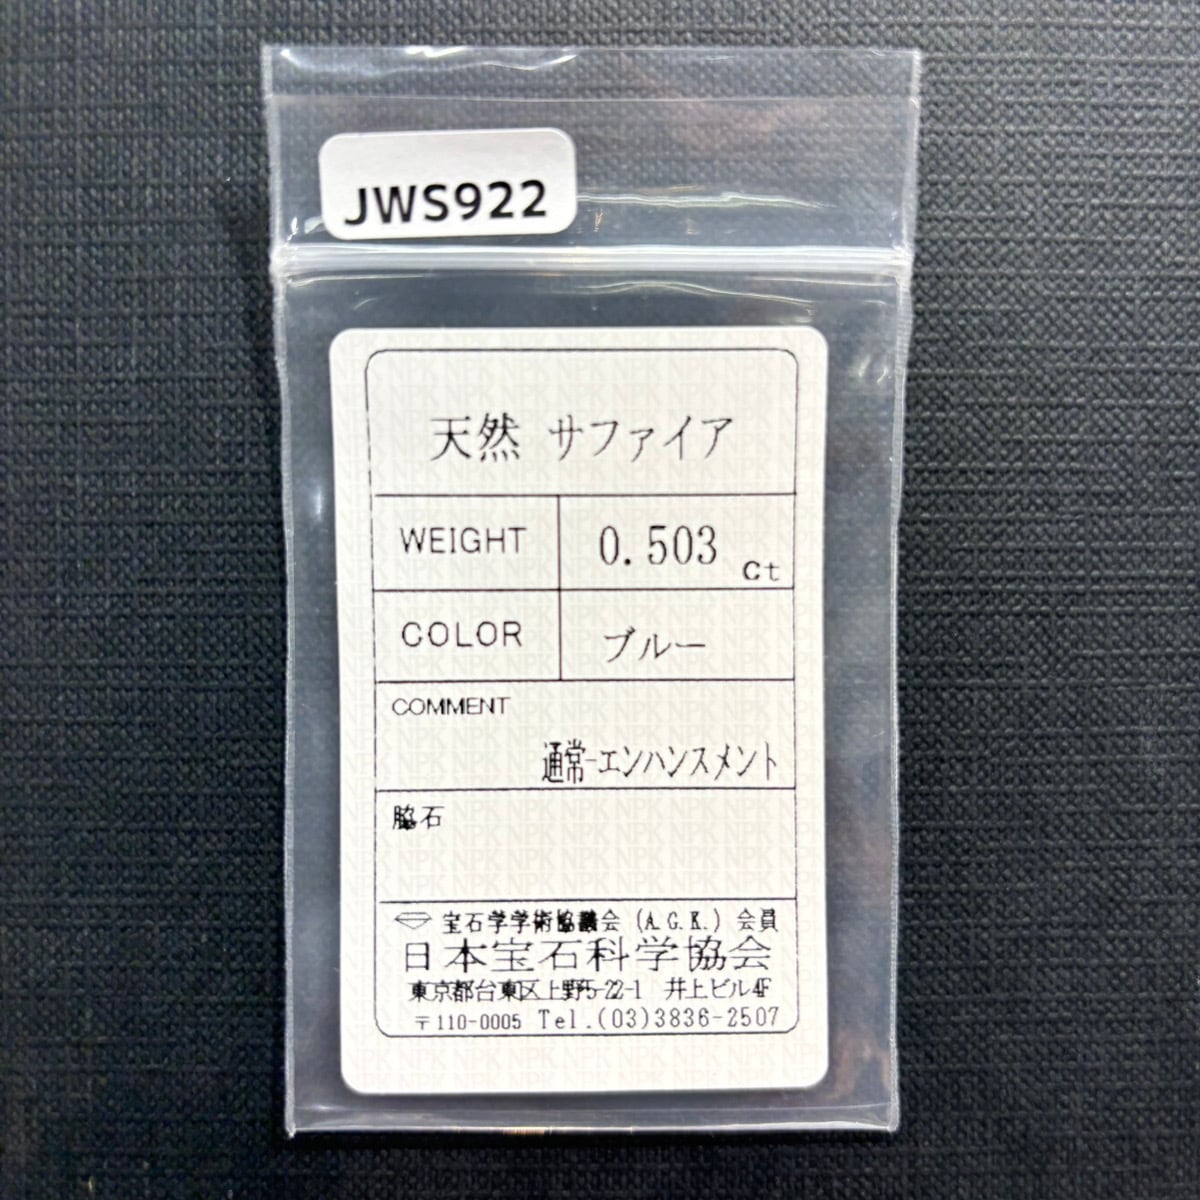 JWS922
天然 サファイア
WEIGHT 0.503 ct
COLOR ブルー
COMMENT
通常-エンハンスメント
脇石
宝石学学術協議会 (A.G.K.) 会員
日本宝石科学協会
東京都台東区上野5-22-1 井上ビル4F
〒110-0005 Tel.(03)3836-2507